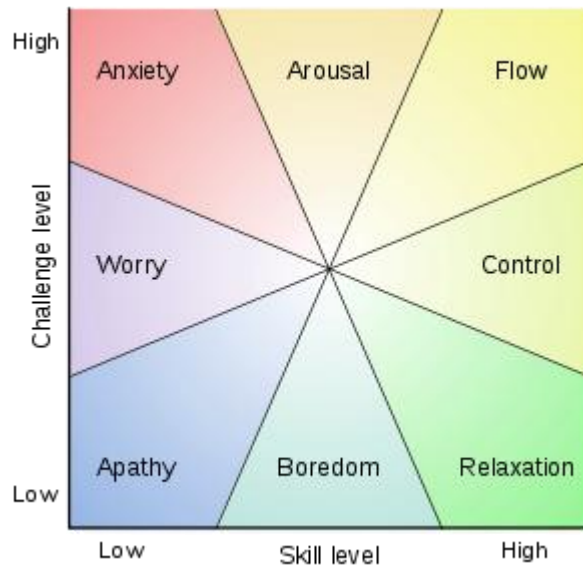 High
Anxiety
Arousal
Flow
Challenge level
Worry
Control
Apathy
Boredom
Relaxation
Low
Low
Skill level
High